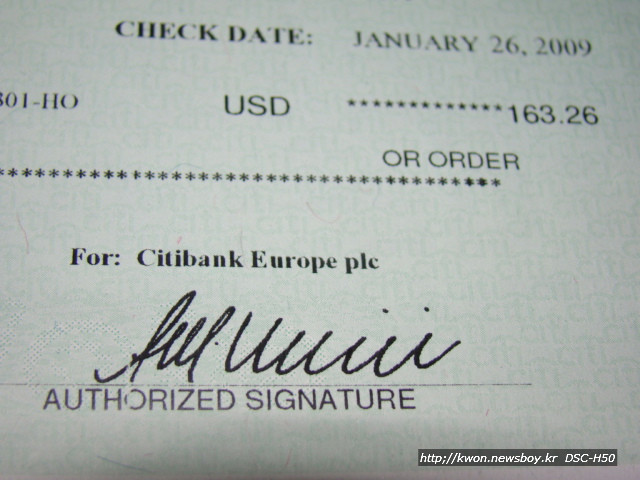 CHECK DATE: JANUARY 26, 2009
801-HO USD *************163.26
OR ORDER
******************************************
For: Citibank Europe plc
AUTHORIZED SIGNATURE
http://kwon.newsboy.kr DSC-H50